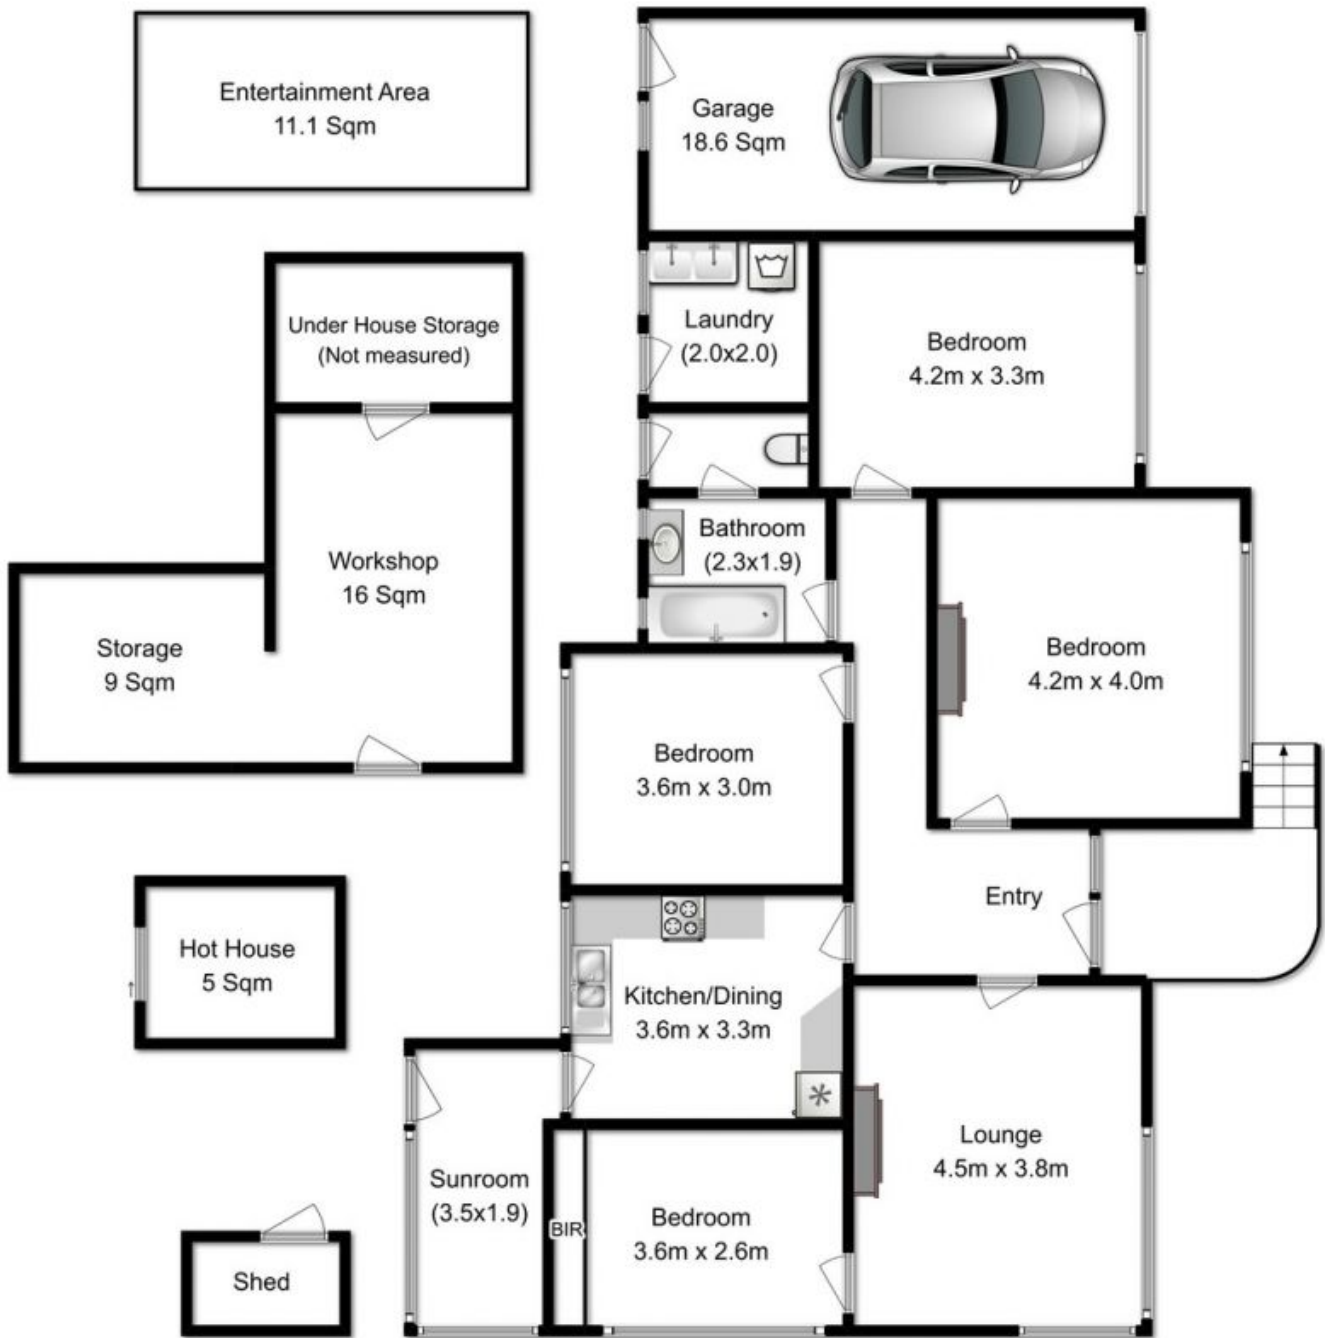 Entertainment Area
11.1 Sqm
Garage
18.6 Sqm
Under House Storage
(Not measured)
Laundry
(2.0x2.0)
Bedroom
4.2m x 3.3m
Workshop
16 Sqm
Bathroom
(2.3x1.9)
Storage
9 Sqm
Bedroom
4.2m x 4.0m
Bedroom
3.6m x 3.0m
Entry
Hot House
5 Sqm
Kitchen/Dining
3.6m x 3.3m
Lounge
4.5m x 3.8m
Sunroom
(3.5x1.9)
BIR
Bedroom
3.6m x 2.6m
Shed